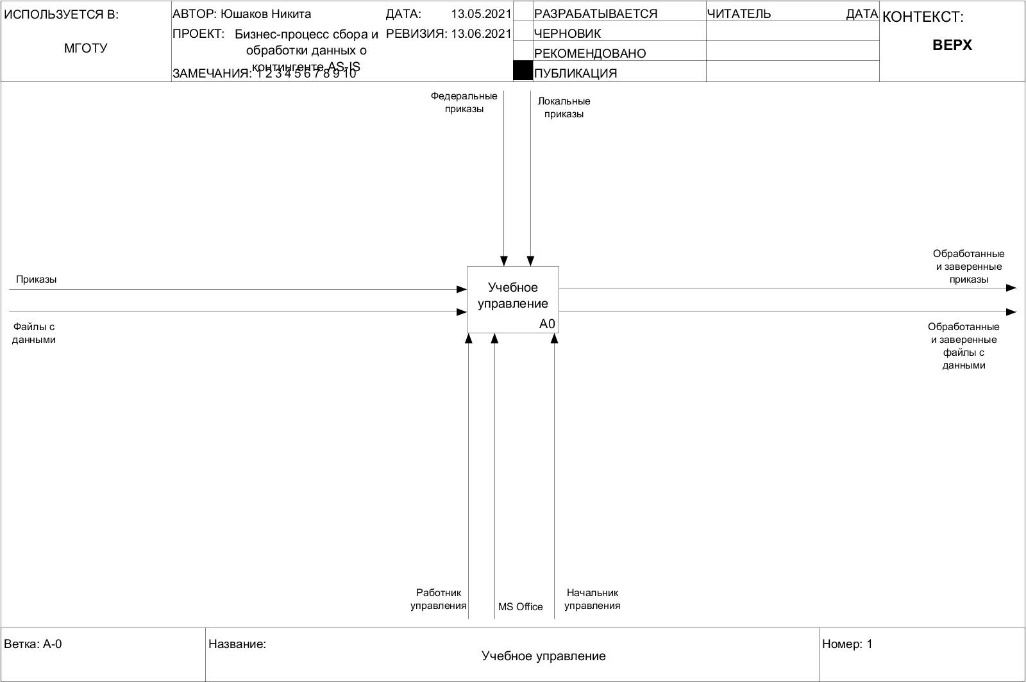 ИСПОЛЬЗУЕТСЯ В:
МГОТУ
АВТОР: Юшаков Никита
ДАТА: 13.05.2021
ПРОЕКТ: Бизнес-процесс сбора и
обработки данных о
контингенте AS-IS
РЕВИЗИЯ: 13.06.2021
ЗАМЕЧАНИЯ: 1 2 3 4 5 6 7 8 9 10
РАЗРАБАТЫВАЕТСЯ
ЧЕРНОВИК
РЕКОМЕНДОВАНО
ПУБЛИКАЦИЯ
ЧИТАТЕЛЬ ДАТА
КОНТЕКСТ:
ВЕРХ
Федеральные
приказы
Локальные
приказы
Приказы
Файлы с
данными
Учебное
управление
A0
Обработанные
и заверенные
приказы
Обработанные
и заверенные
файлы с
данными
Работник
управления
MS Office
Начальник
управления
Ветка: A-0
Название:
Учебное управление
Номер: 1